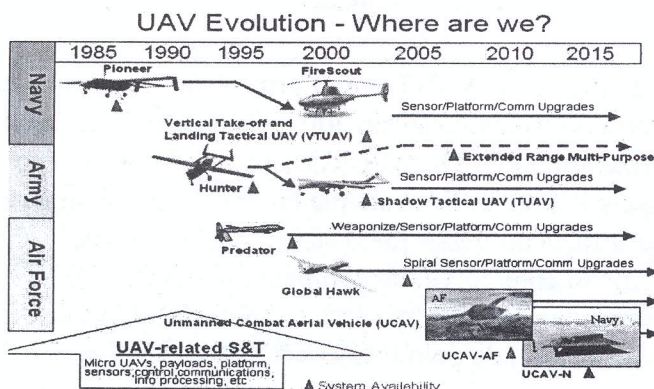 UAV Evolution - Where are we?
1985 1990 1995 2000 2005 2010 2015
Navy
Pioneer
FireScout
Sensor/Platform/Comm Upgrades
Vertical Take-off and
Landing Tactical UAV (VTUAV)
Army
Extended Range Multi-Purpose
Hunter
Sensor/Platform/Comm Upgrades
Shadow Tactical UAV (TUAV)
Air Force
Weaponize/Sensor/Platform/Comm Upgrades
Predator
Spiral Sensor/Platform/Comm Upgrades
Global Hawk
AF
Unmanned Combat Aerial Vehicle (UCAV)
Navy
UCAV-AF
UCAV-N
UAV-related S&T
Micro UAVs, payloads, platform,
sensors, control, communications,
info processing, etc
System Availability